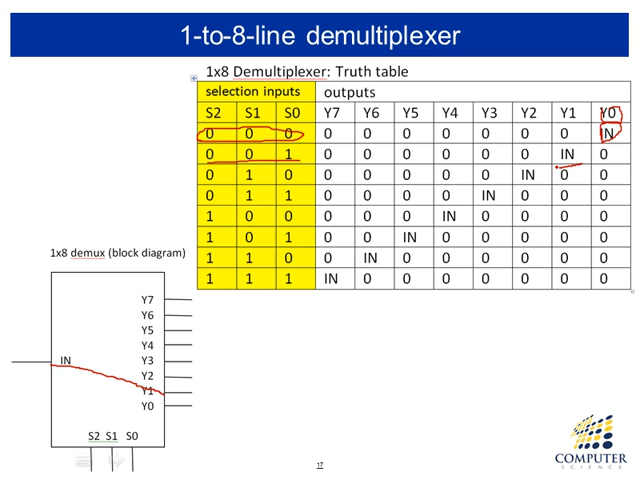 1-to-8-line demultiplexer
1x8 Demultiplexer: Truth table
selection inputs outputs
S2 S1 S0 Y7 Y6 Y5 Y4 Y3 Y2 Y1 Y0
0 0 0 0 0 0 0 0 0 0 IN
0 0 1 0 0 0 0 0 0 IN 0
0 1 0 0 0 0 0 0 IN 0 0
0 1 1 0 0 0 0 IN 0 0 0
1 0 0 0 0 0 IN 0 0 0 0
1 0 1 0 0 IN 0 0 0 0 0
1 1 0 0 IN 0 0 0 0 0 0
1 1 1 IN 0 0 0 0 0 0 0
1x8 demux (block diagram)
Y7
Y6
Y5
Y4
IN Y3
Y2
Y1
Y0
S2 S1 S0
COMPUTER
SCIENCE
17